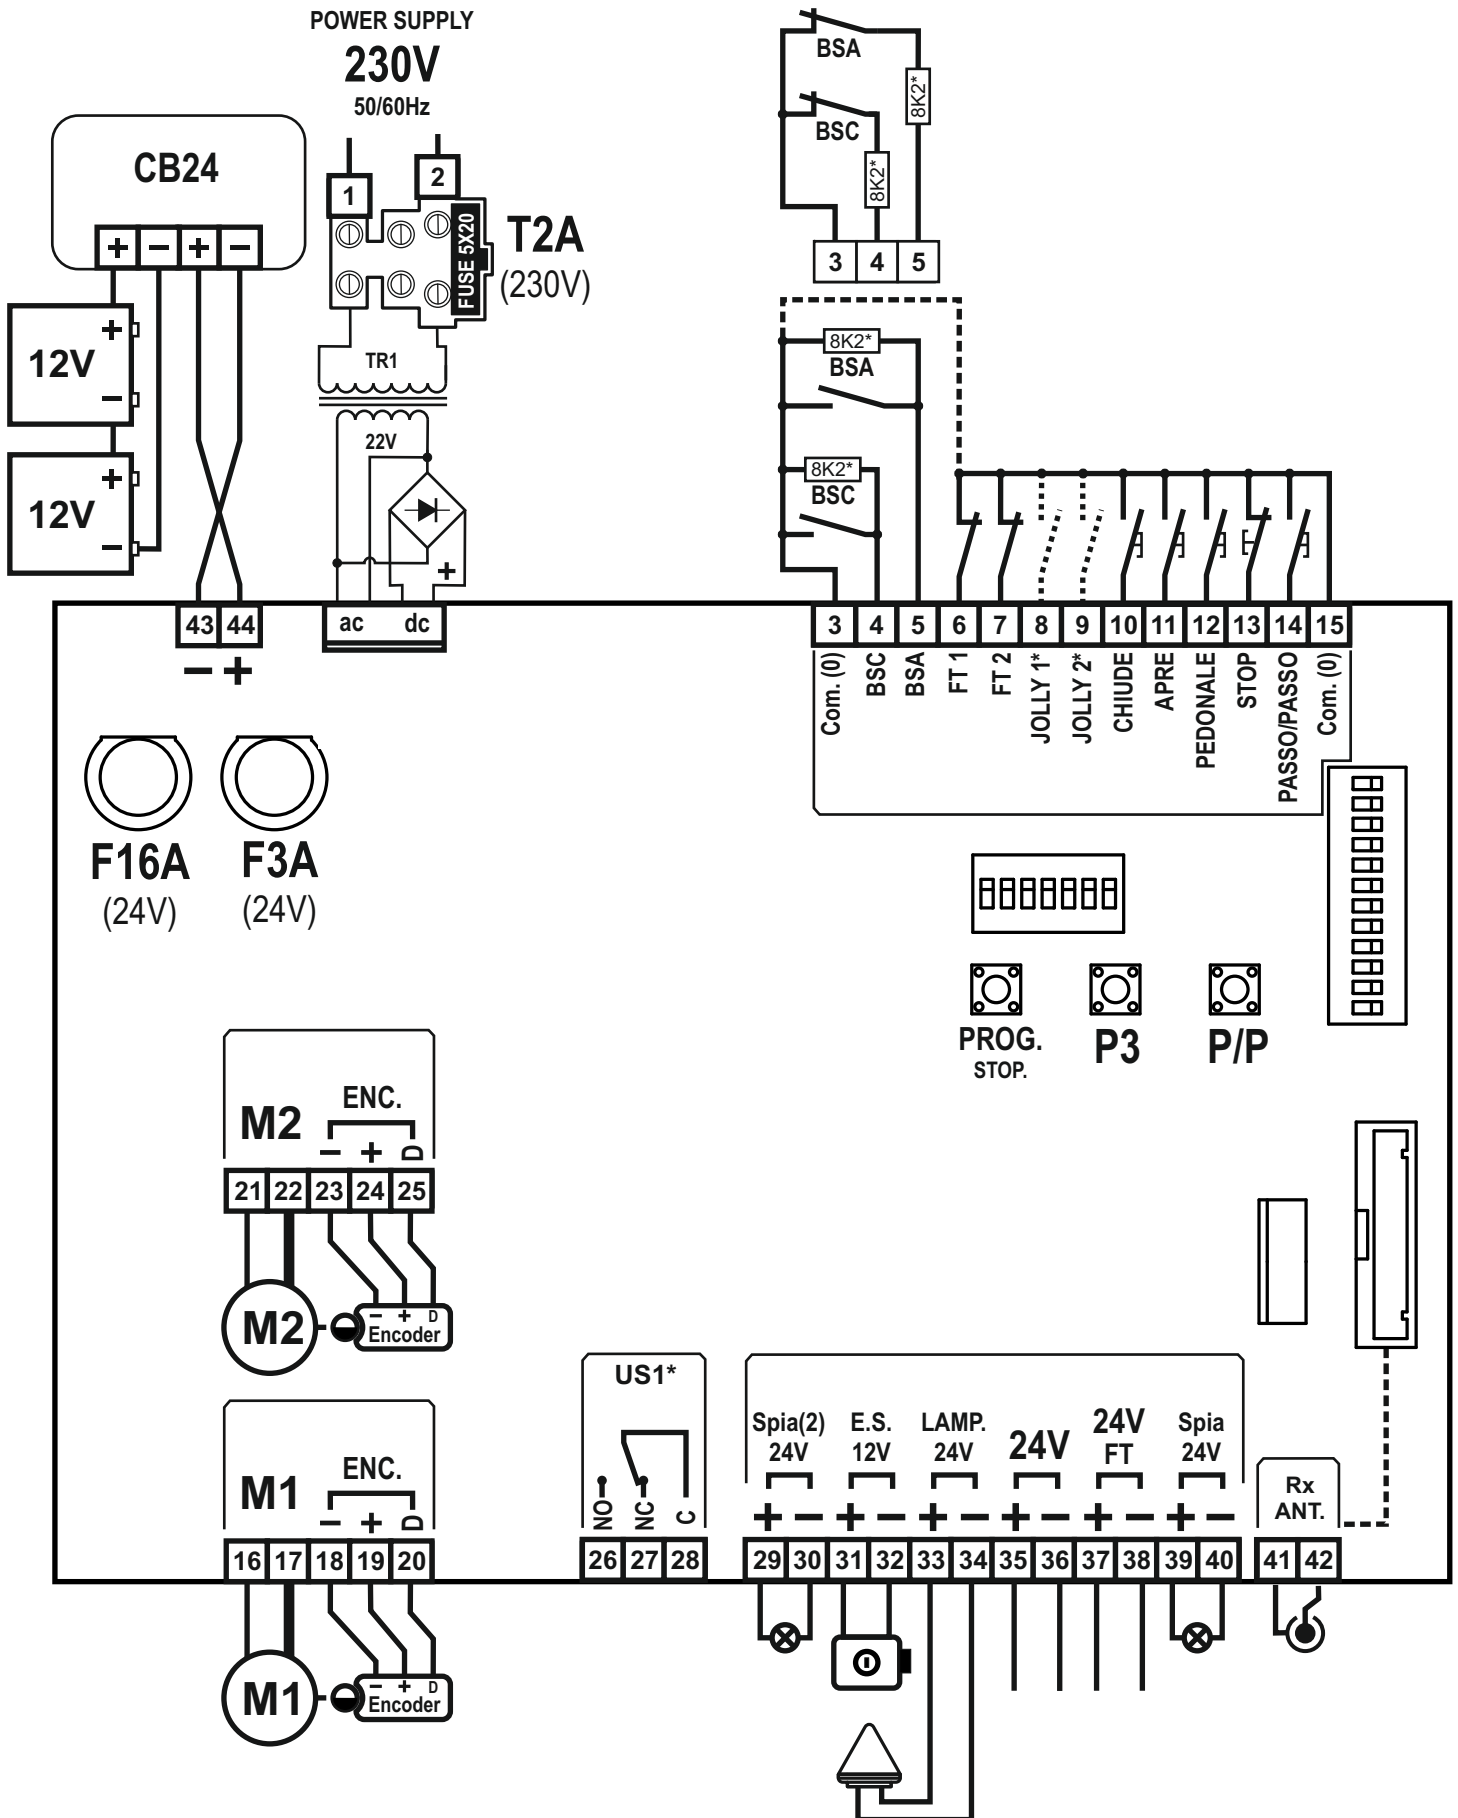 POWER SUPPLY
230V
50/60Hz
CB24
+ − + −
1
2
FUSE 5X20
T2A
(230V)
12V
+
−
12V
+
−
TR1
22V
+
BSA
8K2*
BSC
8K2*
3 4 5
8K2*
BSA
8K2*
BSC
43 44
− +
ac dc
3 4 5 6 7 8 9 10 11 12 13 14 15
Com. (0)
BSC
BSA
FT 1
FT 2
JOLLY 1*
JOLLY 2*
CHIUDE
APRE
PEDONALE
STOP
PASSO/PASSO
Com. (0)
F16A
(24V)
F3A
(24V)
PROG.
STOP.
P3
P/P
M2
ENC.
− + D
21 22 23 24 25
M2
− + D
Encoder
M1
ENC.
− + D
16 17 18 19 20
M1
− + D
Encoder
US1*
NO
NC
C
26 27 28
Spia(2)
24V
E.S.
12V
LAMP.
24V
24V
24V
FT
Spia
24V
+ − + − + − + − + − + −
29 30 31 32 33 34 35 36 37 38 39 40
Rx
ANT.
41 42